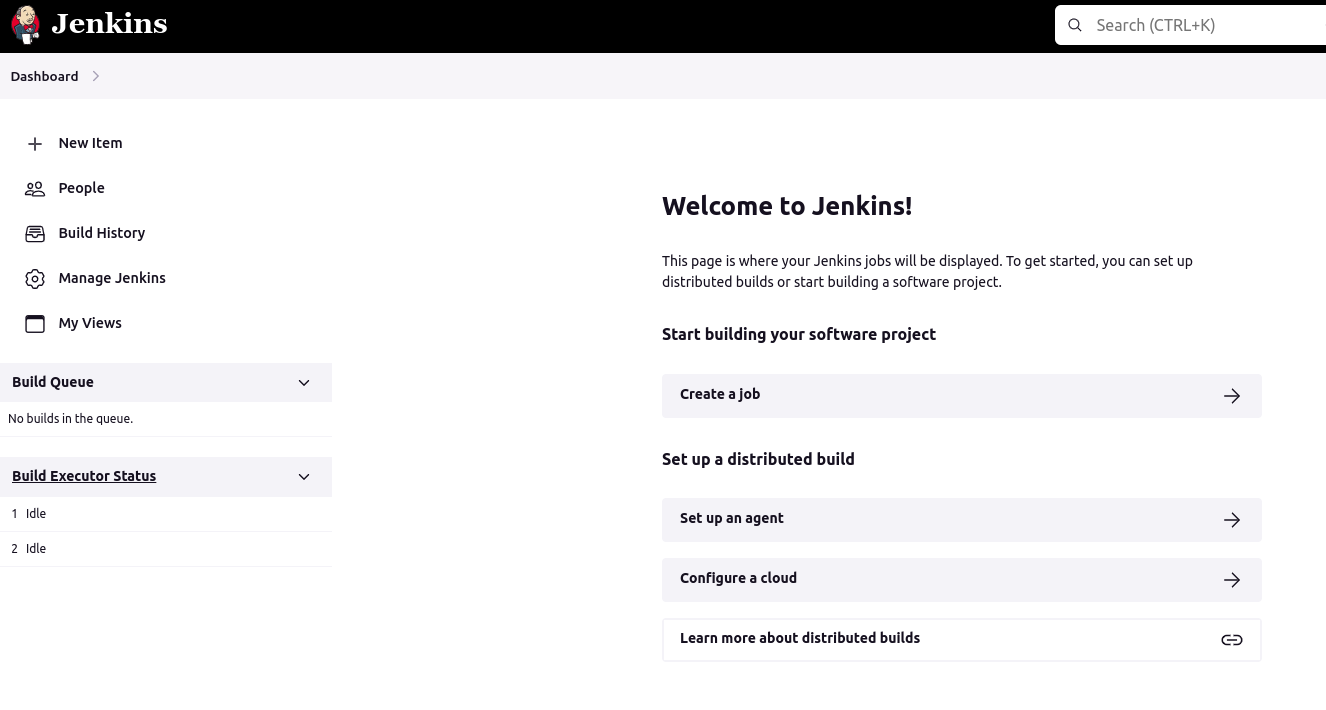 Jenkins
Search (CTRL+K)
Dashboard
New Item
People
Build History
Manage Jenkins
My Views
Build Queue
No builds in the queue.
Build Executor Status
1 Idle
2 Idle
Welcome to Jenkins!
This page is where your Jenkins jobs will be displayed. To get started, you can set up
distributed builds or start building a software project.
Start building your software project
Create a job
Set up a distributed build
Set up an agent
Configure a cloud
Learn more about distributed builds